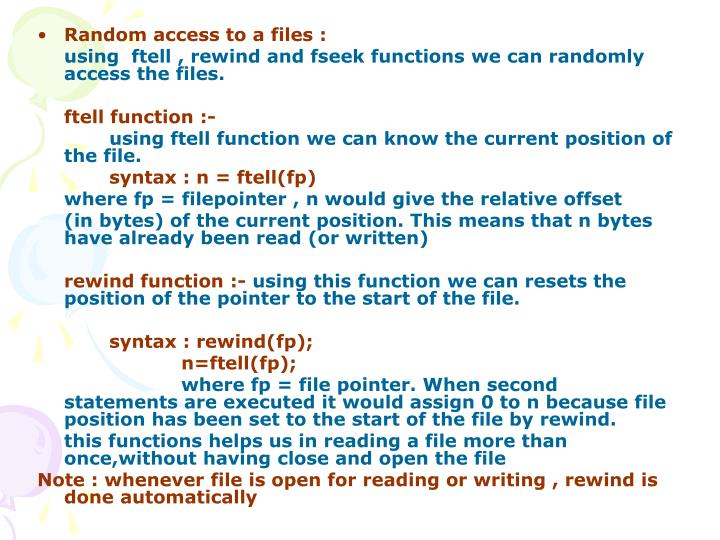 • Random access to a files :
using  ftell , rewind and fseek functions we can randomly
access the files.
ftell function :-
using ftell function we can know the current position of
the file.
syntax : n = ftell(fp)
where fp = filepointer , n would give the relative offset
(in bytes) of the current position. This means that n bytes
have already been read (or written)
rewind function :- using this function we can resets the
position of the pointer to the start of the file.
syntax : rewind(fp);
n=ftell(fp);
where fp = file pointer. When second
statements are executed it would assign 0 to n because file
position has been set to the start of the file by rewind.
this functions helps us in reading a file more than
once,without having close and open the file
Note : whenever file is open for reading or writing , rewind is
done automatically